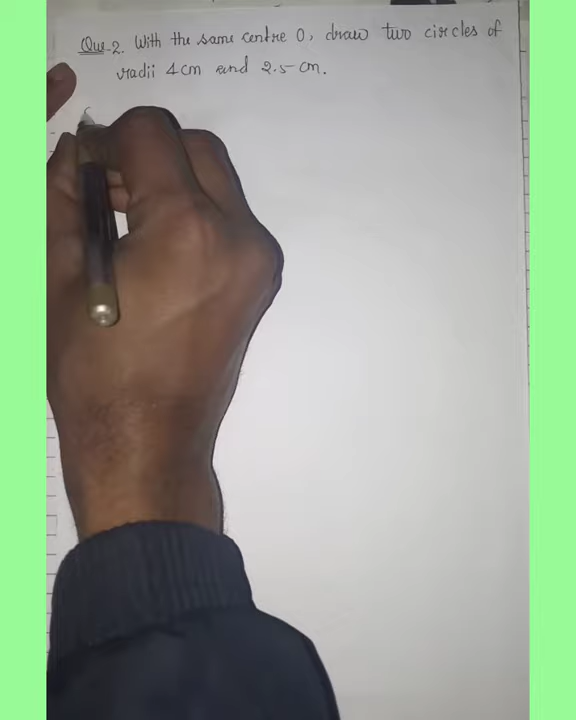 Que-2. With the same centre O, draw two circles of
radii 4cm and 2.5 cm.